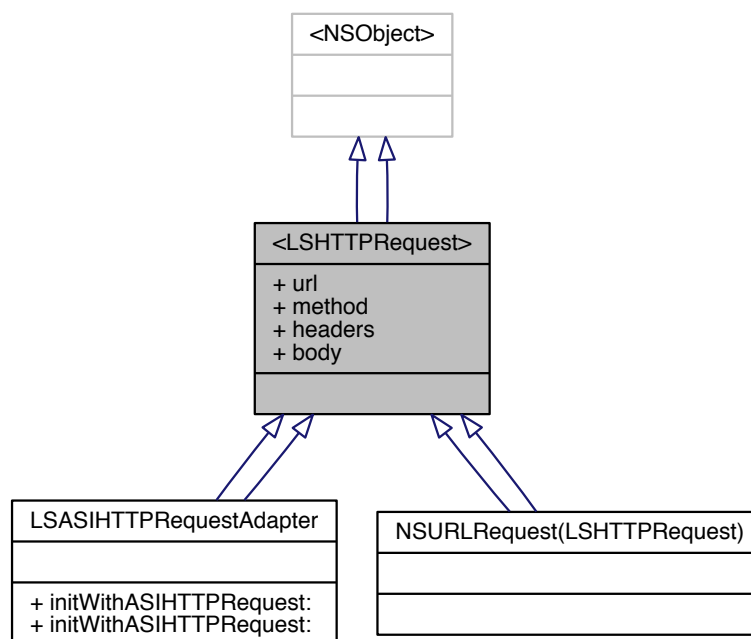 <NSObject>
<LSHTTPRequest>
+ url
+ method
+ headers
+ body
LSASIHTTPRequestAdapter
+ initWithASIHTTPRequest:
+ initWithASIHTTPRequest:
NSURLRequest(LSHTTPRequest)